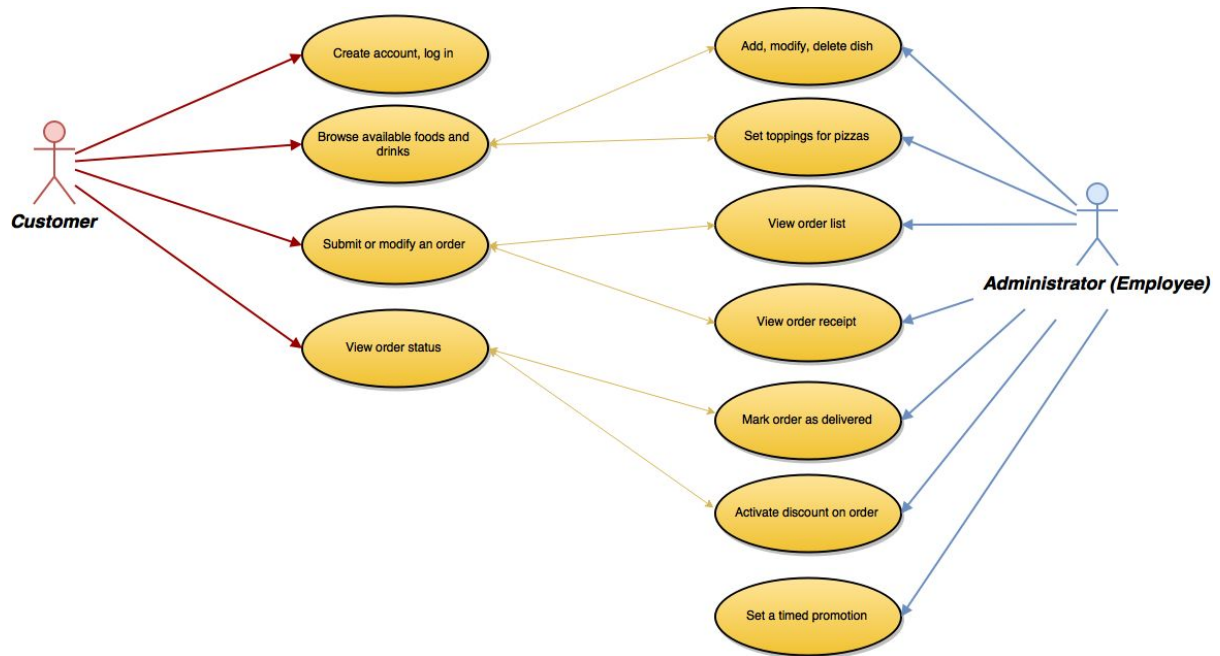 Create account, log in
Add, modify, delete dish
Browse available foods and
drinks
Set toppings for pizzas
Customer
Submit or modify an order
View order list
Administrator (Employee)
View order status
View order receipt
Mark order as delivered
Activate discount on order
Set a timed promotion